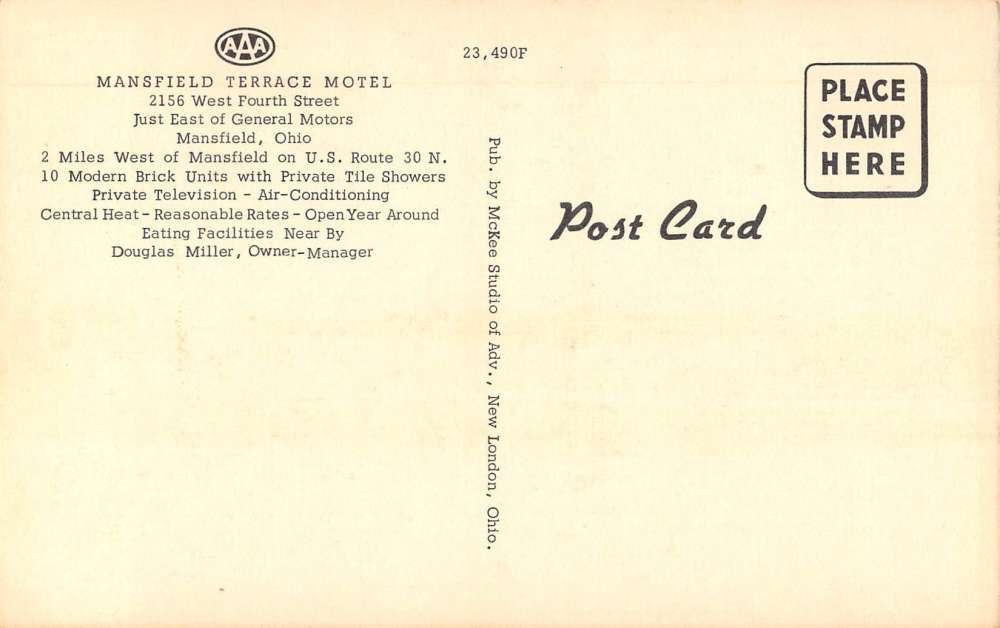 AAA
MANSFIELD TERRACE MOTEL
2156 West Fourth Street
Just East of General Motors
Mansfield, Ohio
2 Miles West of Mansfield on U.S. Route 30 N.
10 Modern Brick Units with Private Tile Showers
Private Television - Air-Conditioning
Central Heat - Reasonable Rates - Open Year Around
Eating Facilities Near By
Douglas Miller, Owner-Manager
23,490F
Pub. by McKee Studio of Adv., New London, Ohio.
PLACE
STAMP
HERE
Post Card